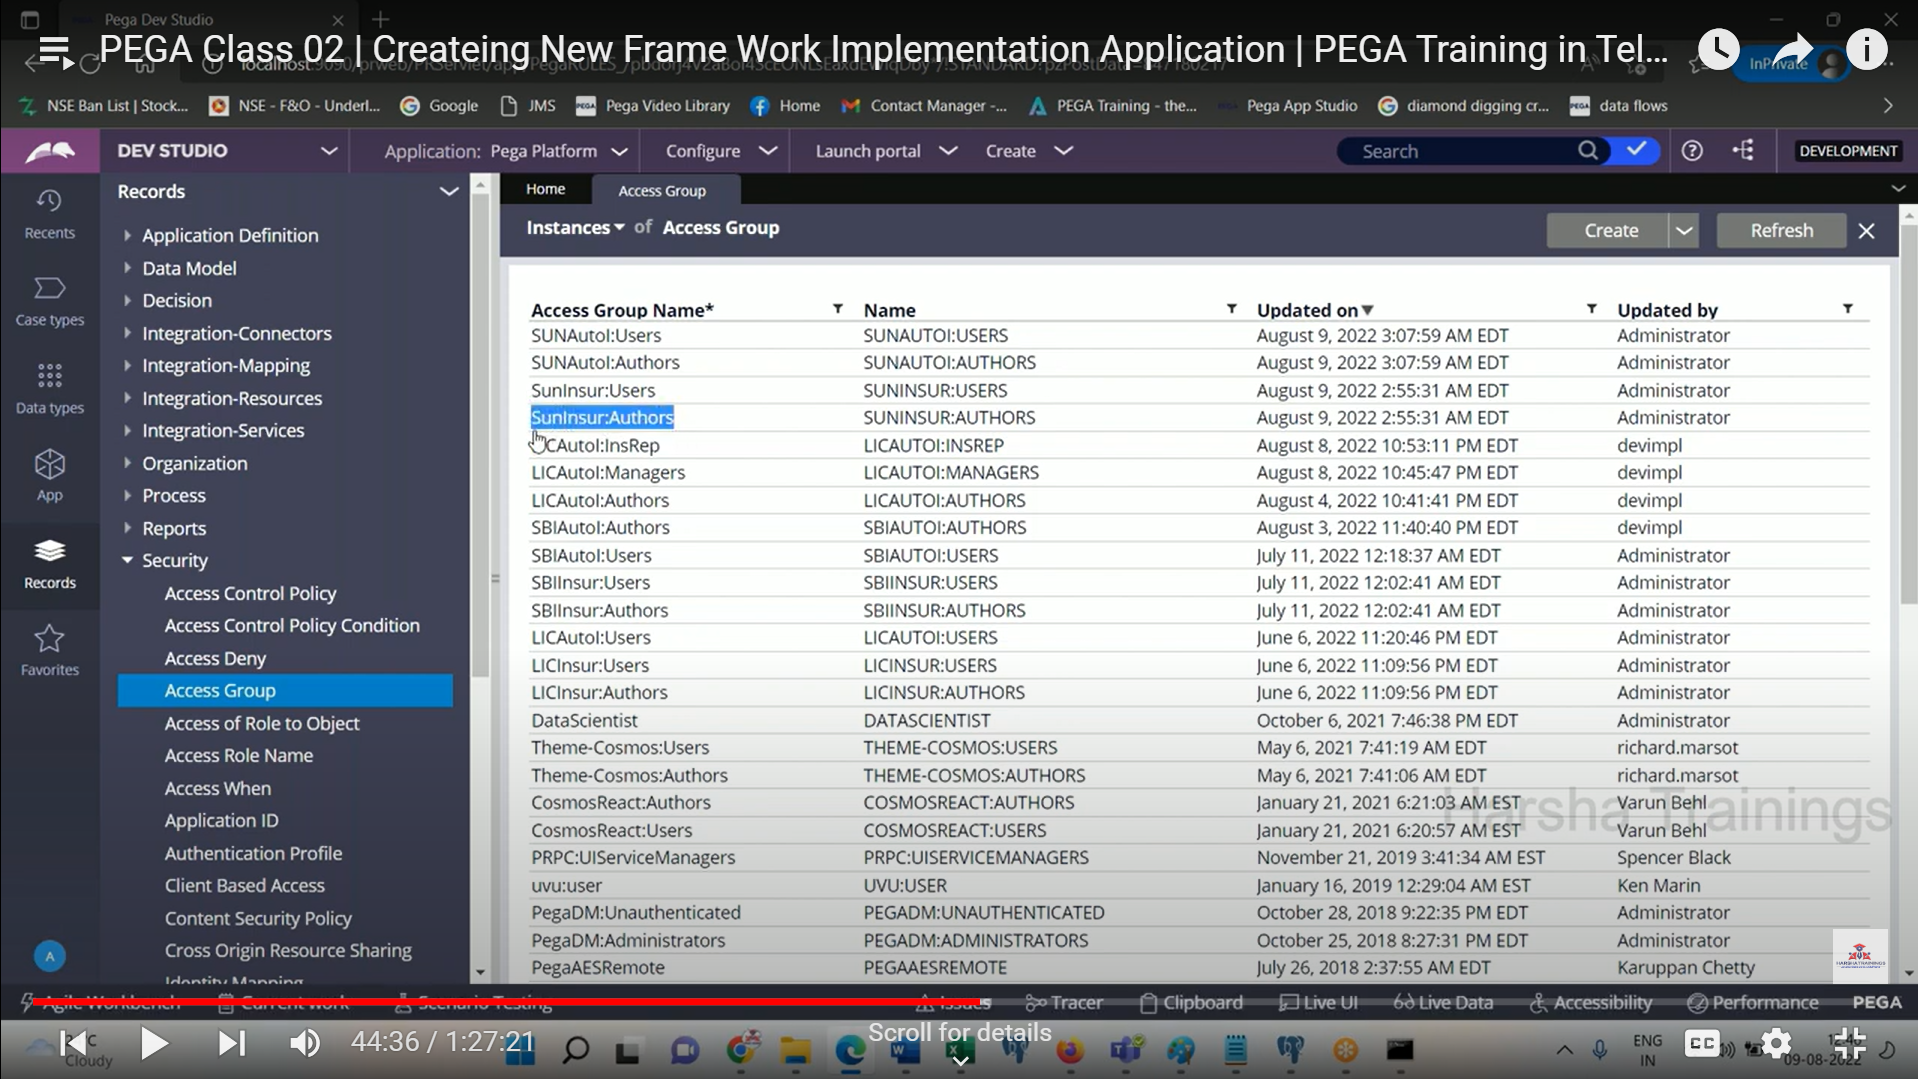 Pega Dev Studio
PEGA Class 02 | Createing New Frame Work Implementation Application | PEGA Training in Tel...
InPrivate
NSE Ban List | Stock...
NSE - F&O - Underl...
Google
JMS
Pega Video Library
Home
Contact Manager -...
PEGA Training - the...
Pega App Studio
diamond digging cr...
data flows
DEV STUDIO
Application: Pega Platform
Configure
Launch portal
Create
Search
DEVELOPMENT
Recents
Case types
Data types
App
Records
Favorites
A
Records
Application Definition
Data Model
Decision
Integration-Connectors
Integration-Mapping
Integration-Resources
Integration-Services
Organization
Process
Reports
Security
Access Control Policy
Access Control Policy Condition
Access Deny
Access Group
Access of Role to Object
Access Role Name
Access When
Application ID
Authentication Profile
Client Based Access
Content Security Policy
Cross Origin Resource Sharing
Identity Mapping
Home
Access Group
Instances of Access Group
Create
Refresh
Access Group Name* Name Updated on Updated by
SUNAutoI:Users SUNAUTOI:USERS August 9, 2022 3:07:59 AM EDT Administrator
SUNAutoI:Authors SUNAUTOI:AUTHORS August 9, 2022 3:07:59 AM EDT Administrator
SunInsur:Users SUNINSUR:USERS August 9, 2022 2:55:31 AM EDT Administrator
SunInsur:Authors SUNINSUR:AUTHORS August 9, 2022 2:55:31 AM EDT Administrator
CAutoI:InsRep LICAUTOI:INSREP August 8, 2022 10:53:11 PM EDT devimpl
LICAutoI:Managers LICAUTOI:MANAGERS August 8, 2022 10:45:47 PM EDT devimpl
LICAutoI:Authors LICAUTOI:AUTHORS August 4, 2022 10:41:41 PM EDT devimpl
SBIAutoI:Authors SBIAUTOI:AUTHORS August 3, 2022 11:40:40 PM EDT devimpl
SBIAutoI:Users SBIAUTOI:USERS July 11, 2022 12:18:37 AM EDT Administrator
SBIInsur:Users SBIINSUR:USERS July 11, 2022 12:02:41 AM EDT Administrator
SBIInsur:Authors SBIINSUR:AUTHORS July 11, 2022 12:02:41 AM EDT Administrator
LICAutoI:Users LICAUTOI:USERS June 6, 2022 11:20:46 PM EDT Administrator
LICInsur:Users LICINSUR:USERS June 6, 2022 11:09:56 PM EDT Administrator
LICInsur:Authors LICINSUR:AUTHORS June 6, 2022 11:09:56 PM EDT Administrator
DataScientist DATASCIENTIST October 6, 2021 7:46:38 PM EDT Administrator
Theme-Cosmos:Users THEME-COSMOS:USERS May 6, 2021 7:41:19 AM EDT richard.marsot
Theme-Cosmos:Authors THEME-COSMOS:AUTHORS May 6, 2021 7:41:06 AM EDT richard.marsot
CosmosReact:Authors COSMOSREACT:AUTHORS January 21, 2021 6:21:03 AM EST Varun Behl
CosmosReact:Users COSMOSREACT:USERS January 21, 2021 6:20:57 AM EST Varun Behl
PRPC:UIServiceManagers PRPC:UISERVICEMANAGERS November 21, 2019 3:41:34 AM EST Spencer Black
uvu:user UVU:USER January 16, 2019 12:29:04 AM EST Ken Marin
PegaDM:Unauthenticated PEGADM:UNAUTHENTICATED October 28, 2018 9:22:35 PM EDT Administrator
PegaDM:Administrators PEGADM:ADMINISTRATORS October 25, 2018 8:27:31 PM EDT Administrator
PegaAESRemote PEGAAESREMOTE July 26, 2018 2:37:55 AM EDT Karuppan Chetty
Harsha Trainings
HARSHA TRAININGS
Agile Workbench
Current work
Scenario Testing
Issues
Tracer
Clipboard
Live UI
Live Data
Accessibility
Performance
PEGA
44:36 / 1:27:21
Scroll for details
Cloudy
ENG
IN
CC
09-08-2022